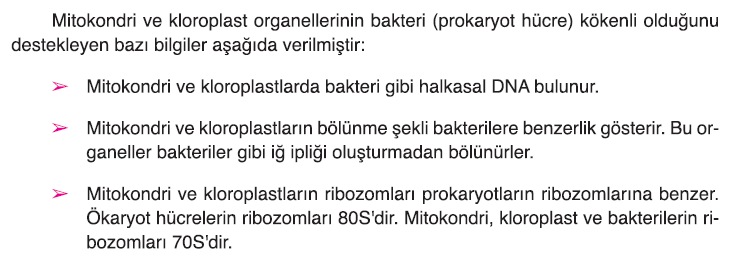 Mitokondri ve kloroplast organellerinin bakteri (prokaryot hücre) kökenli olduğunu
destekleyen bazı bilgiler aşağıda verilmiştir:
➢ Mitokondri ve kloroplastlarda bakteri gibi halkasal DNA bulunur.
➢ Mitokondri ve kloroplastların bölünme şekli bakterilere benzerlik gösterir. Bu or-
ganeller bakteriler gibi iğ ipliği oluşturmadan bölünürler.
➢ Mitokondri ve kloroplastların ribozomları prokaryotların ribozomlarına benzer.
Ökaryot hücrelerin ribozomları 80S'dir. Mitokondri, kloroplast ve bakterilerin ri-
bozomları 70S'dir.